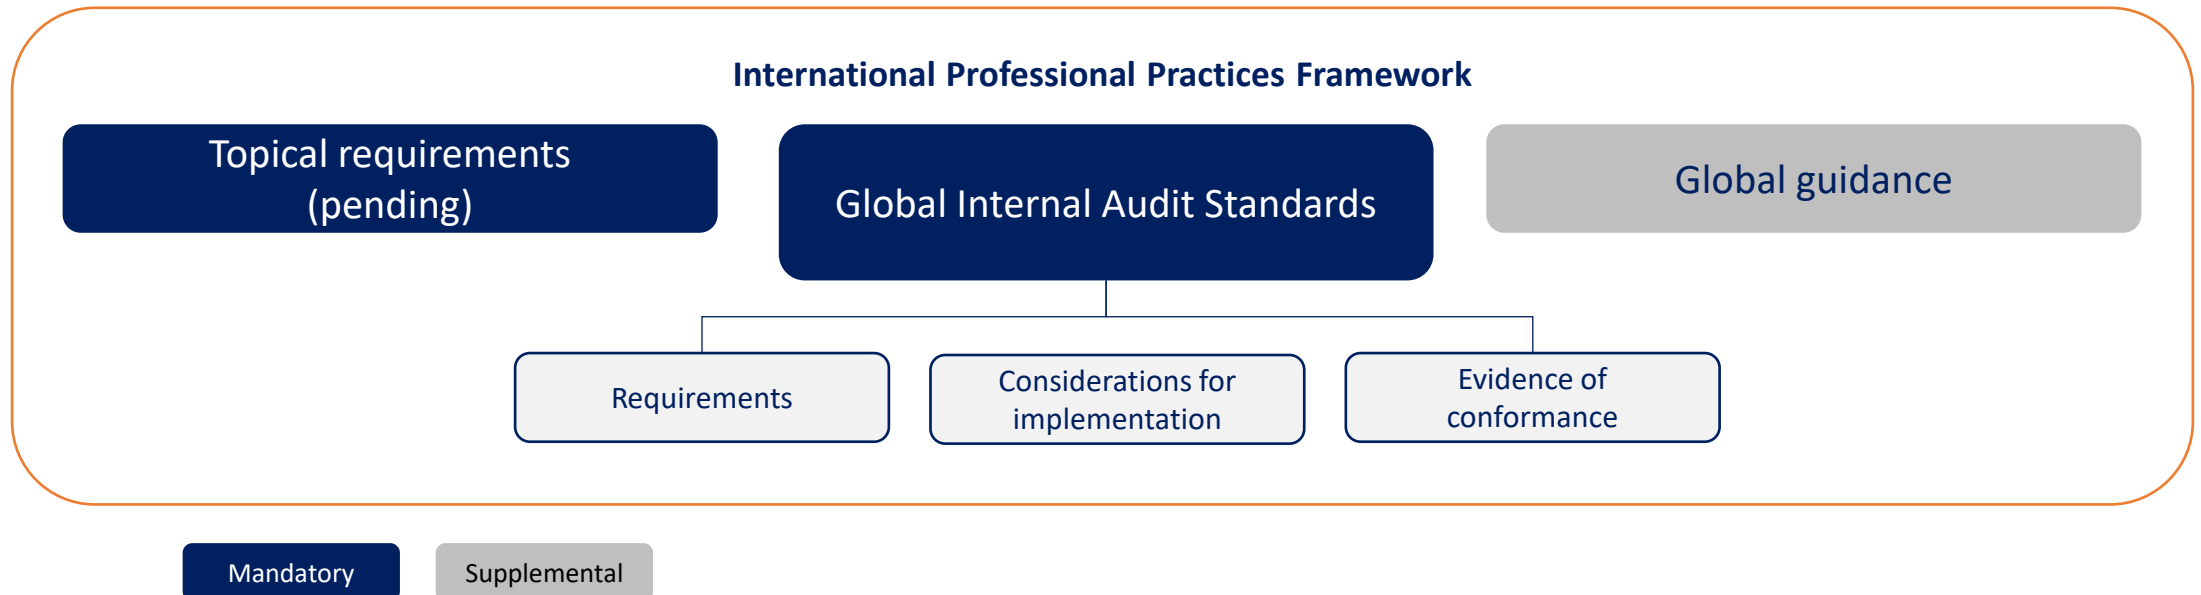 International Professional Practices Framework
Topical requirements
(pending)
Global Internal Audit Standards
Global guidance
Requirements
Considerations for
implementation
Evidence of
conformance
Mandatory
Supplemental